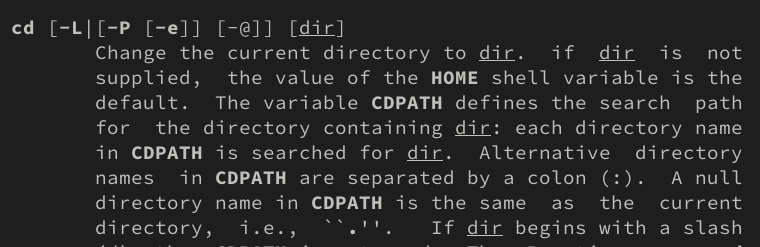 cd [-L|[-P [-e]] [-@]] [dir]
Change the current directory to dir. if dir is not
supplied, the value of the HOME shell variable is the
default. The variable CDPATH defines the search path
for the directory containing dir: each directory name
in CDPATH is searched for dir. Alternative directory
names in CDPATH are separated by a colon (:). A null
directory name in CDPATH is the same as the current
directory, i.e., ``.''. If dir begins with a slash